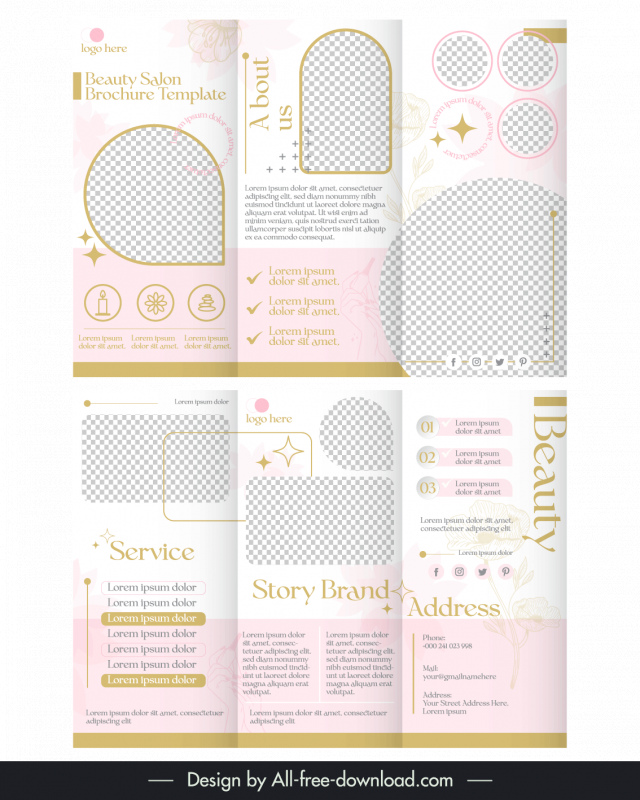 logo here
Beauty Salon
Brochure Template
Lorem ipsum dolor sit amet, consectetur
Lorem ipsum
dolor sit amet.
Lorem ipsum
dolor sit amet.
Lorem ipsum
dolor sit amet.
About
us
Lorem ipsum dolor sit amet, consectetuer
adipiscing elit, sed diam nonummy nibh
euismod tincidunt ut laoreet dolore magna
aliquam erat volutpat. Ut wisi enim ad
minim veniam, quis nostrud exerci tation
ullamcorper suscipit lobortis nisl ut aliquip
ex ea commodo consequat.
Lorem ipsum
dolor sit amet.
Lorem ipsum
dolor sit amet.
Lorem ipsum
dolor sit amet.
Lorem ipsum dolor sit amet, consectetur
Lorem ipsum dolor
Service
Lorem ipsum dolor
Lorem ipsum dolor
Lorem ipsum dolor
Lorem ipsum dolor
Lorem ipsum dolor
Lorem ipsum dolor
Lorem ipsum dolor sit amet, consectetuer
adipiscing elit
logo here
Story Brand
Lorem ipsum dolor
sit amet, consec-
tetuer adipiscing elit,
sed diam nonummy
nibh euismod tincid-
unt ut laoreet dolore
magna aliquam erat
volutpat.
Lorem ipsum dolor
sit amet, consec-
tetuer adipiscing elit,
sed diam nonummy
nibh euismod tincid-
unt ut laoreet dolore
magna aliquam erat
volutpat.
Lorem ipsum dolor sit amet, consectetuer
adipiscing elit
01
Lorem ipsum
dolor sit amet
02
Lorem ipsum
dolor sit amet
03
Lorem ipsum
dolor sit amet
Beauty
Lorem ipsum dolor sit amet,
consectetuer adipiscing elit.
Lorem ipsum dolor
Address
Phone:
+000 241 023 998
Mail:
your@gmailnamehere
Address:
Your Street Address Here,
Lorem ipsum
Design by All-free-download.com